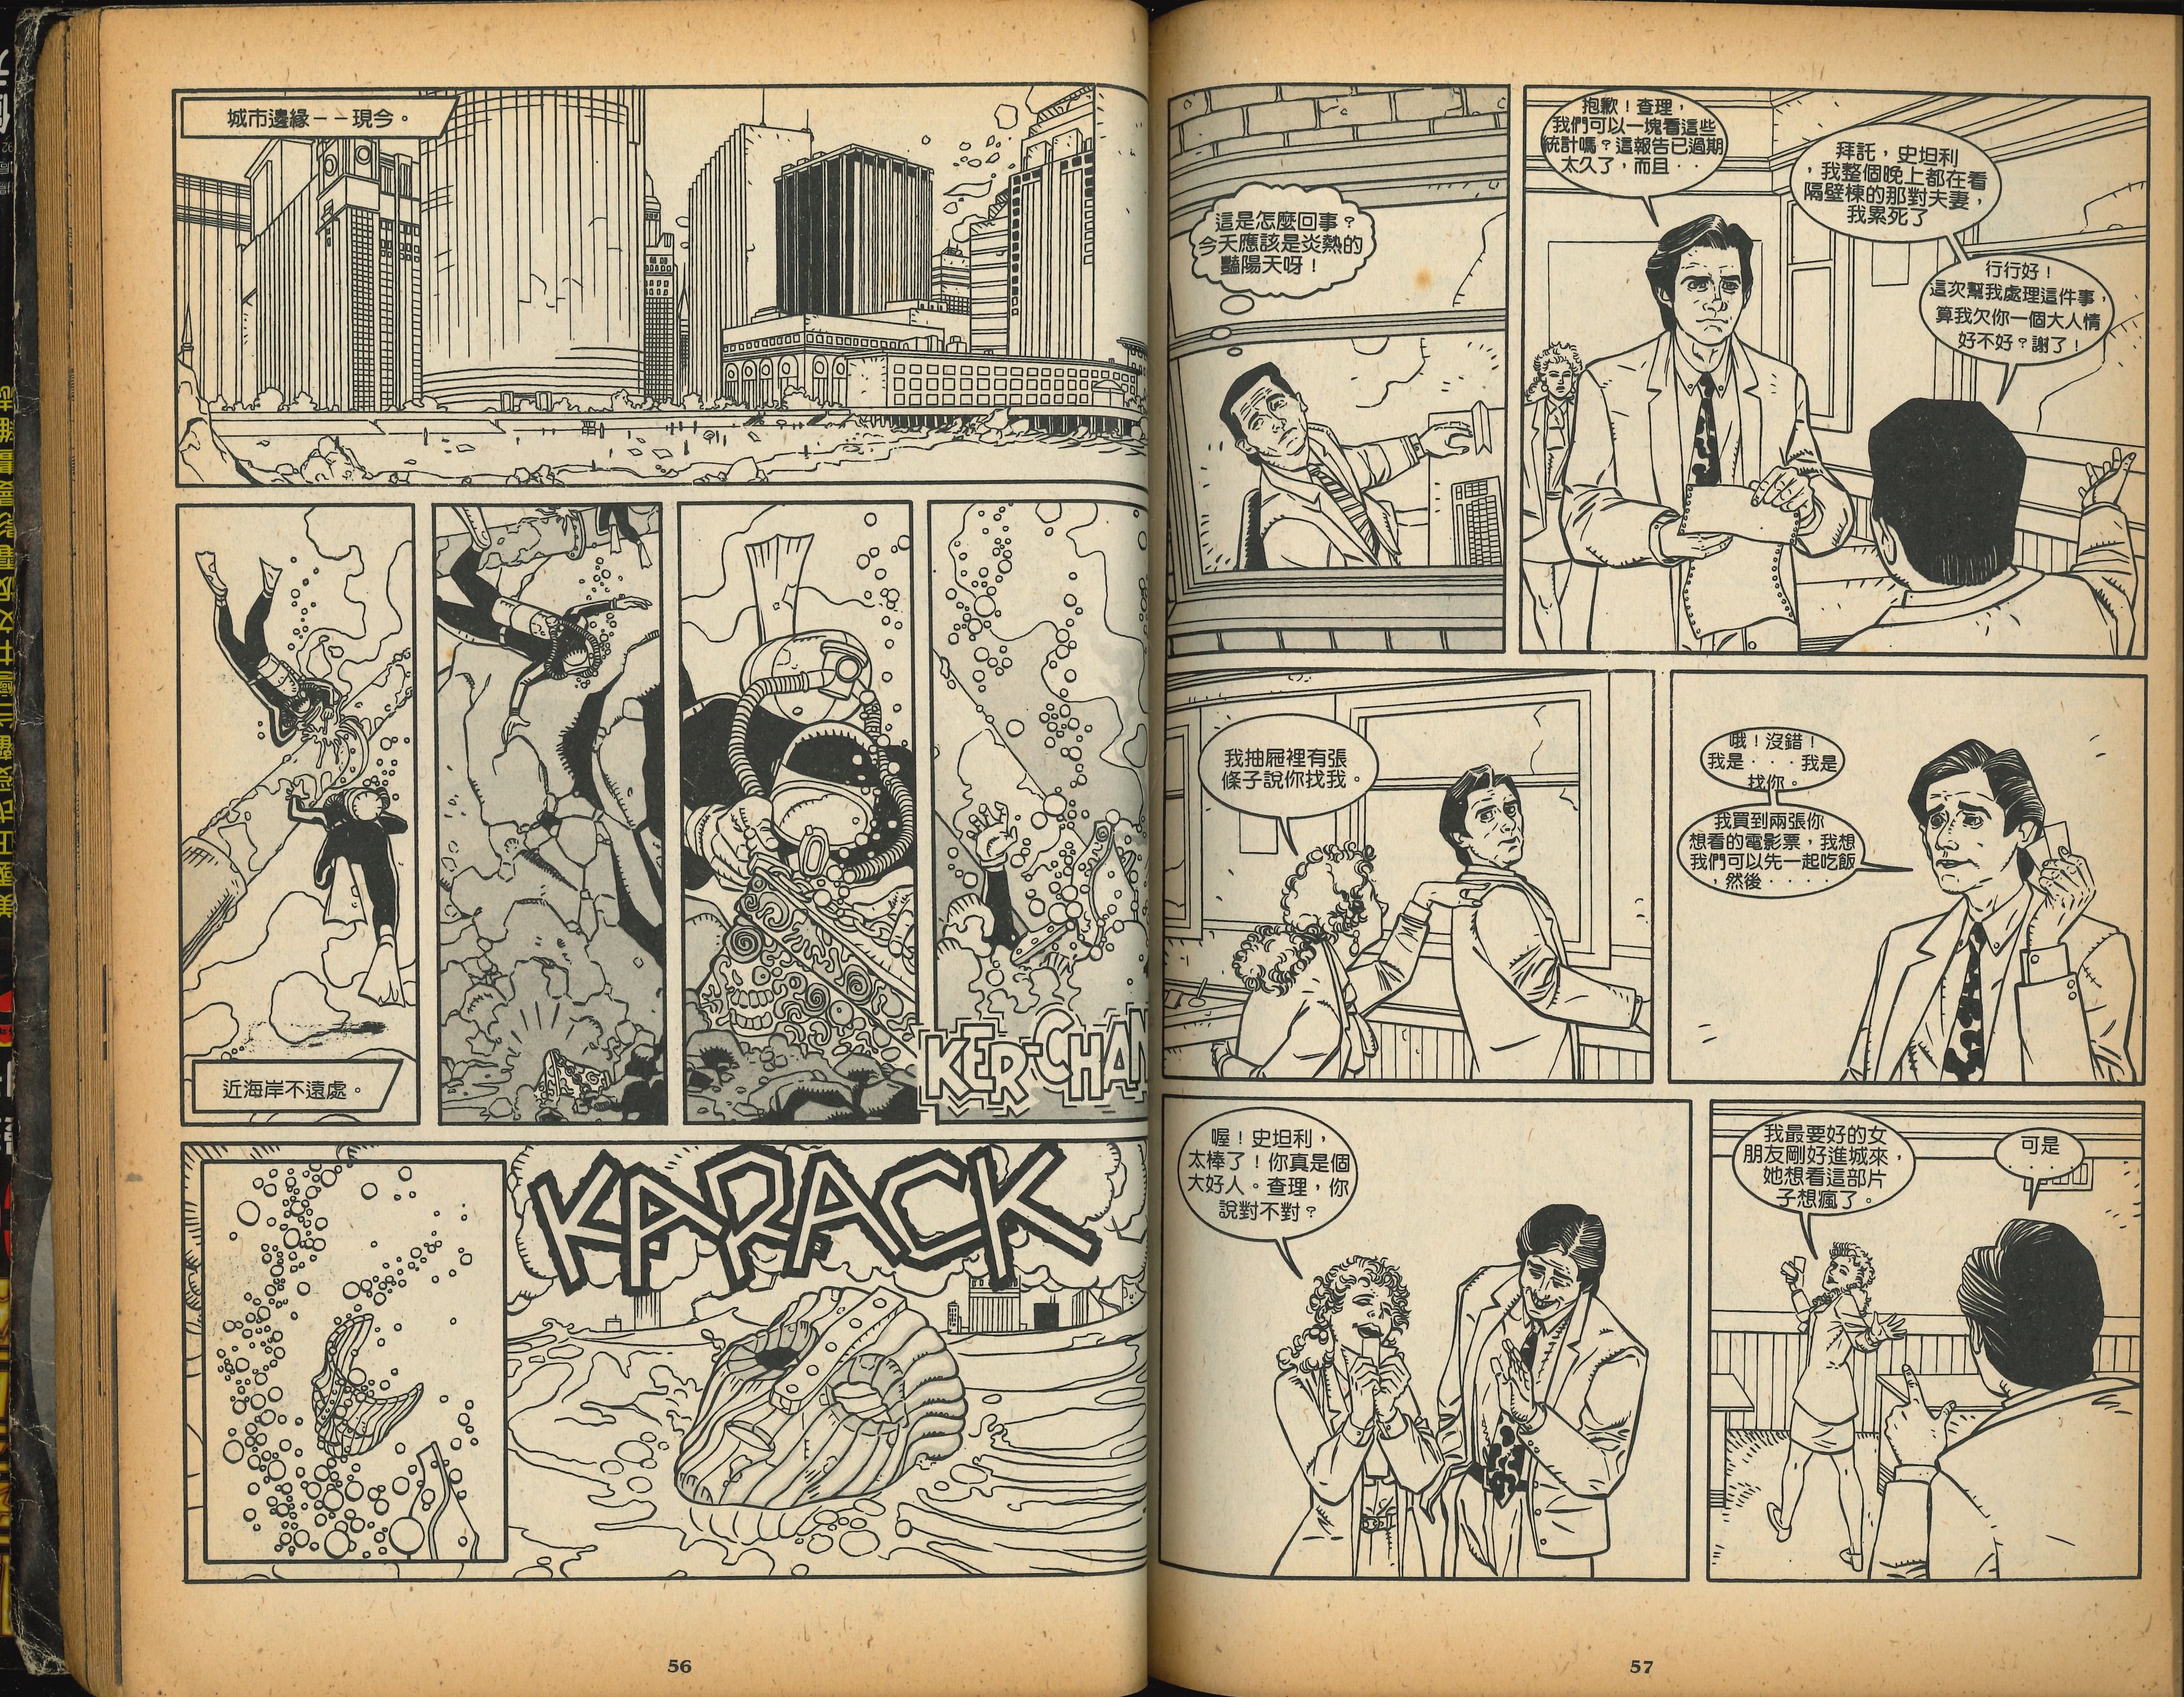 城市邊緣－－現今。
近海岸不遠處。
KER-CHAN
KARACK
56
這是怎麼回事？
今天應該是炎熱的
豔陽天呀！
抱歉！查理，
我們可以一塊看這些
統計嗎？這報告已過期
太久了，而且‥
拜託，史坦利
，我整個晚上都在看
隔壁棟的那對夫妻，
我累死了
行行好！
這次幫我處理這件事，
算我欠你一個大人情
好不好？謝了！
我抽屜裡有張
條子說你找我。
哦！沒錯！
我是···我是
找你。
我買到兩張你
想看的電影票，我想
我們可以先一起吃飯
，然後····
喔！史坦利，
太棒了！你真是個
大好人。查理，你
說對不對？
我最要好的女
朋友剛好進城來，
她想看這部片
子想瘋了。
可是
····
57